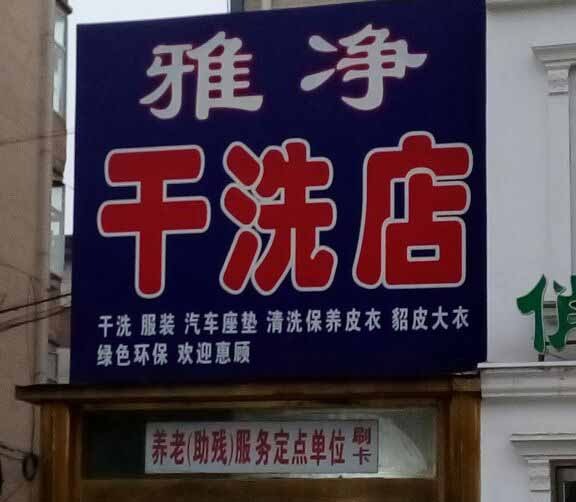 雅净
干洗店
干洗 服装 汽车座垫 清洗保养皮衣 貂皮大衣
绿色环保 欢迎惠顾
养老(助残)服务定点单位 刷卡
俏